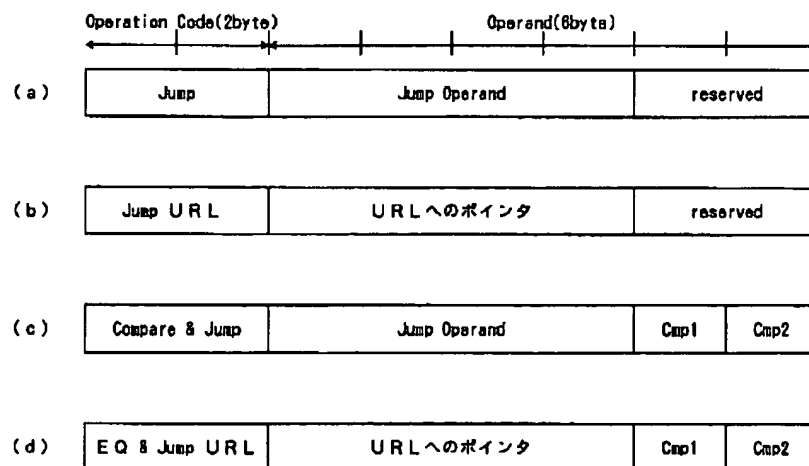 Operation Code(2byte) Operand(6byte)
(a) Jump Jump Operand reserved
(b) Jump URL URLへのポインタ reserved
(c) Compare & Jump Jump Operand Cmp1 Cmp2
(d) EQ & Jump URL URLへのポインタ Cmp1 Cmp2